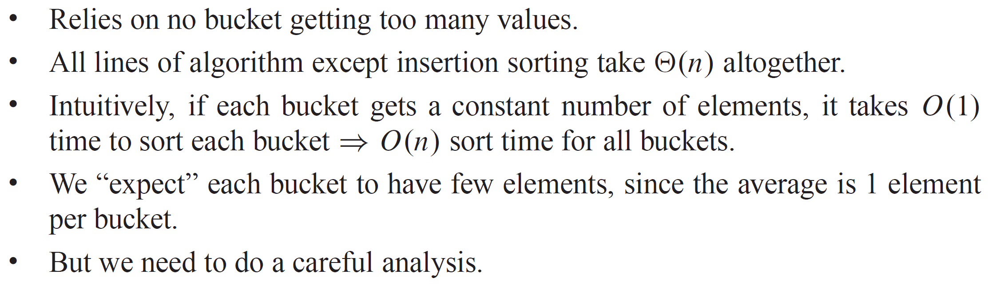 • Relies on no bucket getting too many values.
• All lines of algorithm except insertion sorting take Θ(n) altogether.
• Intuitively, if each bucket gets a constant number of elements, it takes O(1)
time to sort each bucket ⇒ O(n) sort time for all buckets.
• We “expect” each bucket to have few elements, since the average is 1 element
per bucket.
• But we need to do a careful analysis.